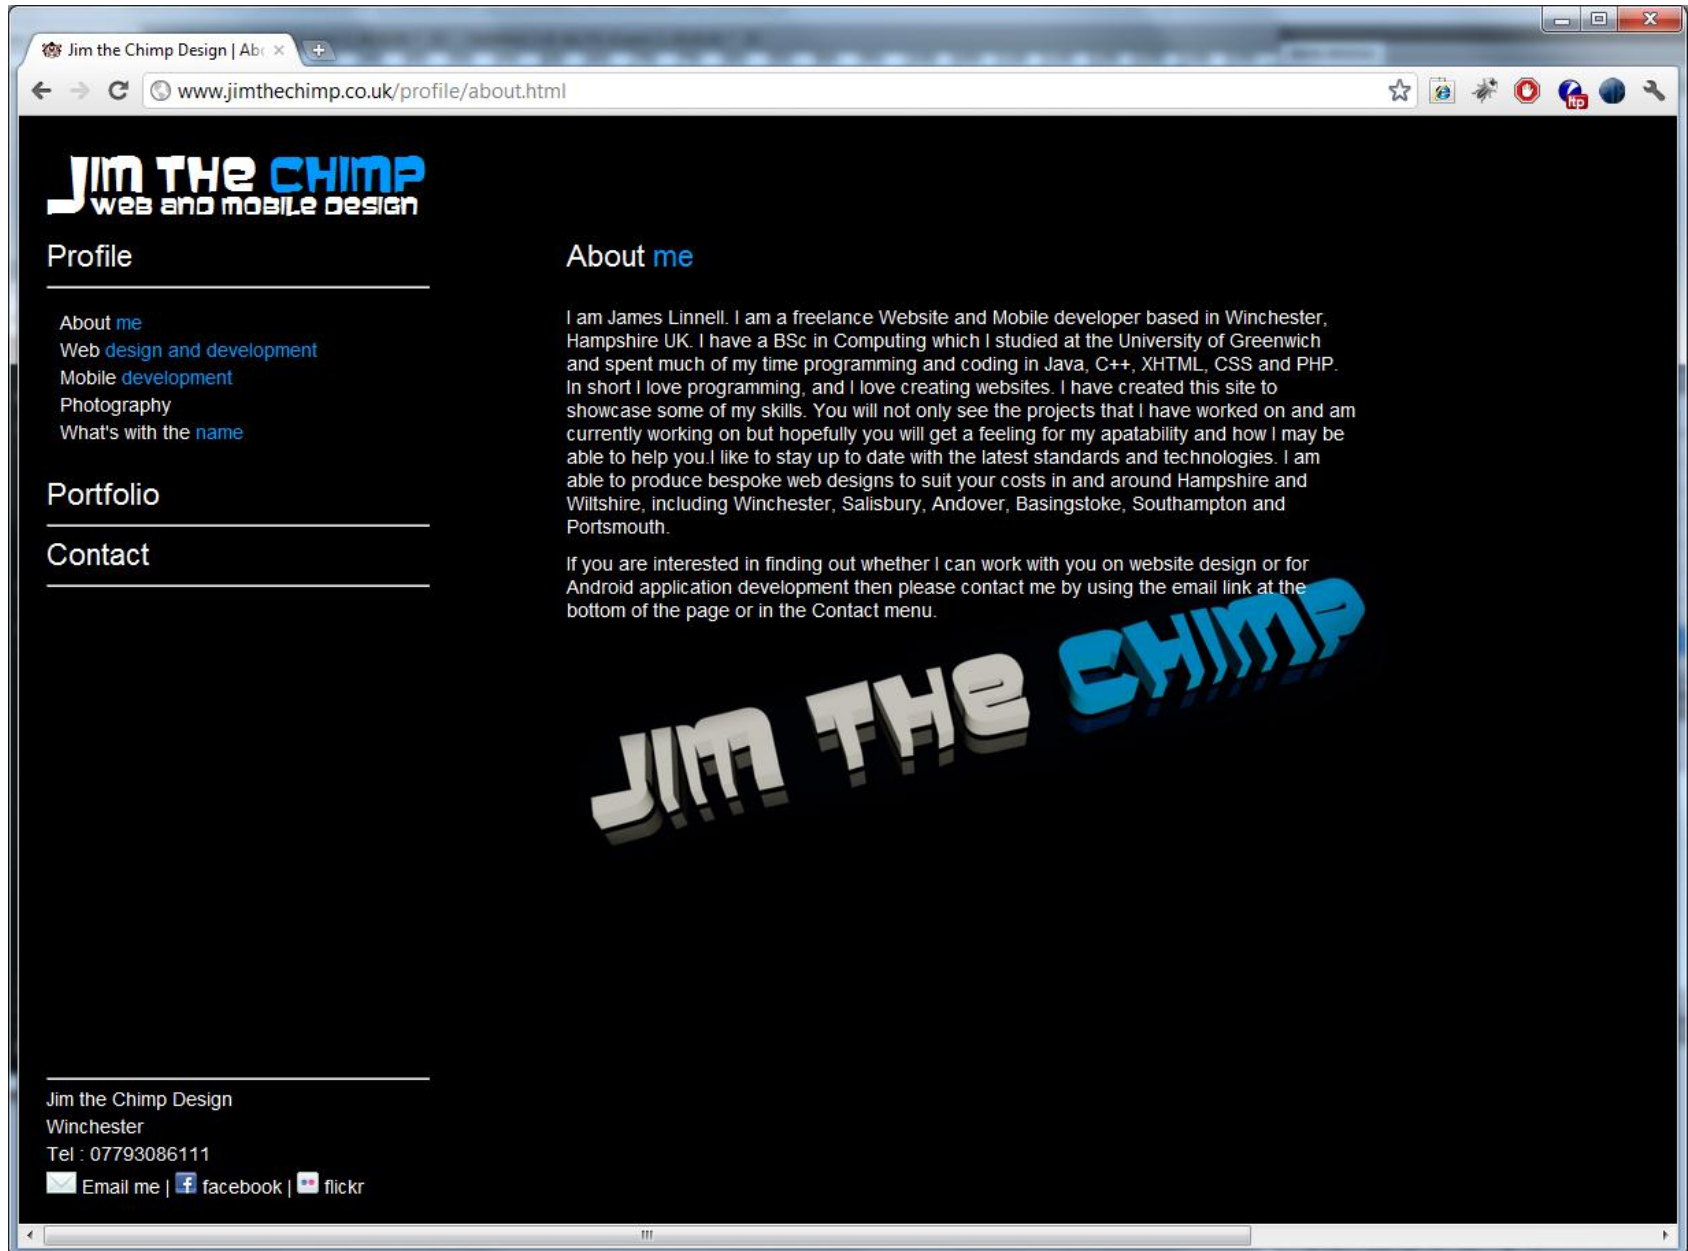 Jim the Chimp Design | Abo
www.jimthechimp.co.uk/profile/about.html
JIM THE CHIMP
WEB AND MOBILE DESIGN
Profile
About me
Web design and development
Mobile development
Photography
What's with the name
Portfolio
Contact
About me
I am James Linnell. I am a freelance Website and Mobile developer based in Winchester,
Hampshire UK. I have a BSc in Computing which I studied at the University of Greenwich
and spent much of my time programming and coding in Java, C++, XHTML, CSS and PHP.
In short I love programming, and I love creating websites. I have created this site to
showcase some of my skills. You will not only see the projects that I have worked on and am
currently working on but hopefully you will get a feeling for my apatability and how I may be
able to help you.I like to stay up to date with the latest standards and technologies. I am
able to produce bespoke web designs to suit your costs in and around Hampshire and
Wiltshire, including Winchester, Salisbury, Andover, Basingstoke, Southampton and
Portsmouth.
If you are interested in finding out whether I can work with you on website design or for
Android application development then please contact me by using the email link at the
bottom of the page or in the Contact menu.
JIM THE CHIMP
Jim the Chimp Design
Winchester
Tel : 07793086111
Email me | facebook | flickr